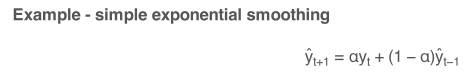 Example - simple exponential smoothing
ŷt+1 = αyt + (1 – α)ŷt–1